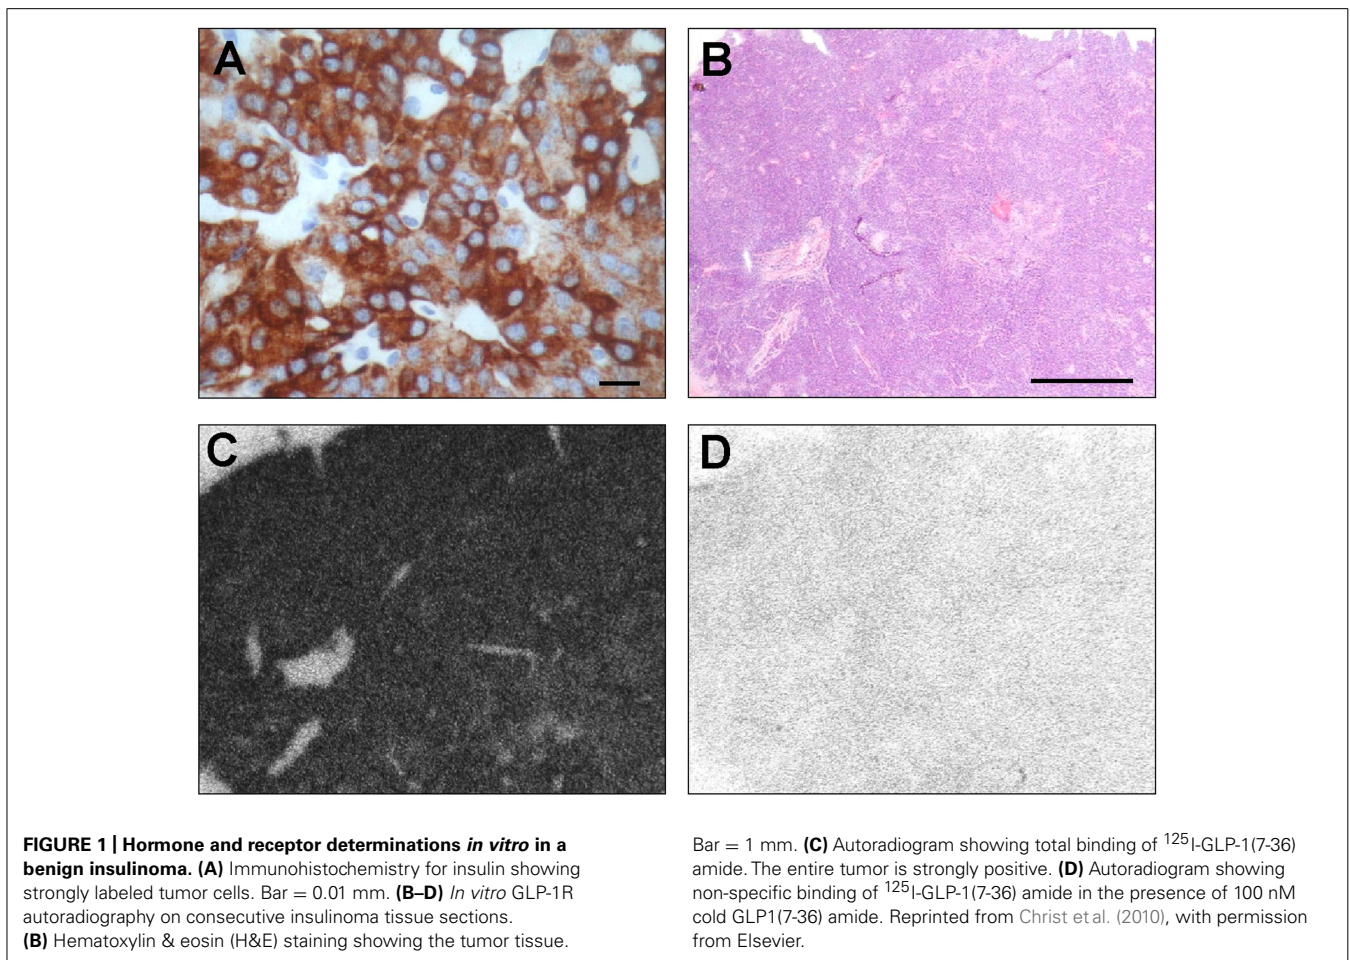 A
B
C
D
FIGURE 1 | Hormone and receptor determinations in vitro in a
benign insulinoma. (A) Immunohistochemistry for insulin showing
strongly labeled tumor cells. Bar = 0.01 mm. (B–D) In vitro GLP-1R
autoradiography on consecutive insulinoma tissue sections.
(B) Hematoxylin & eosin (H&E) staining showing the tumor tissue.
Bar = 1 mm. (C) Autoradiogram showing total binding of ¹²⁵I-GLP-1(7-36)
amide. The entire tumor is strongly positive. (D) Autoradiogram showing
non-specific binding of ¹²⁵I-GLP-1(7-36) amide in the presence of 100 nM
cold GLP1(7-36) amide. Reprinted from Christ et al. (2010), with permission
from Elsevier.